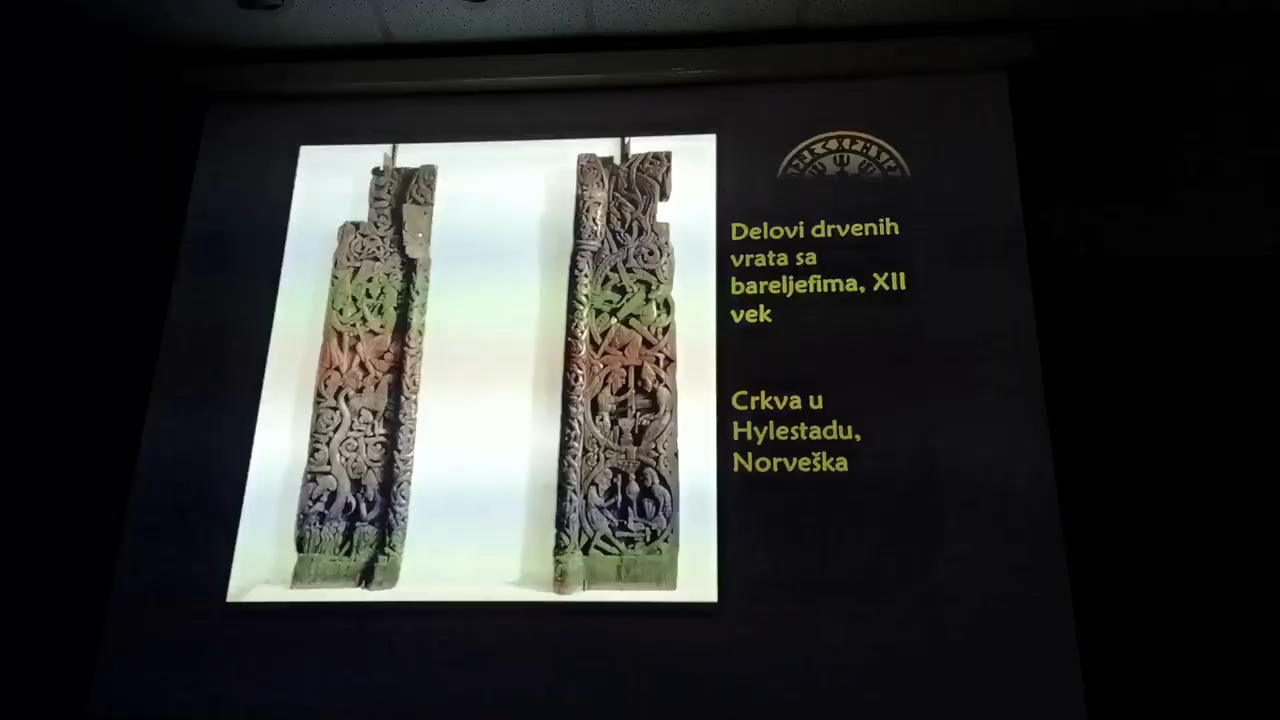 Delovi drvenih
vrata sa
bareljefima, XII
vek
Crkva u
Hylestadu,
Norveška